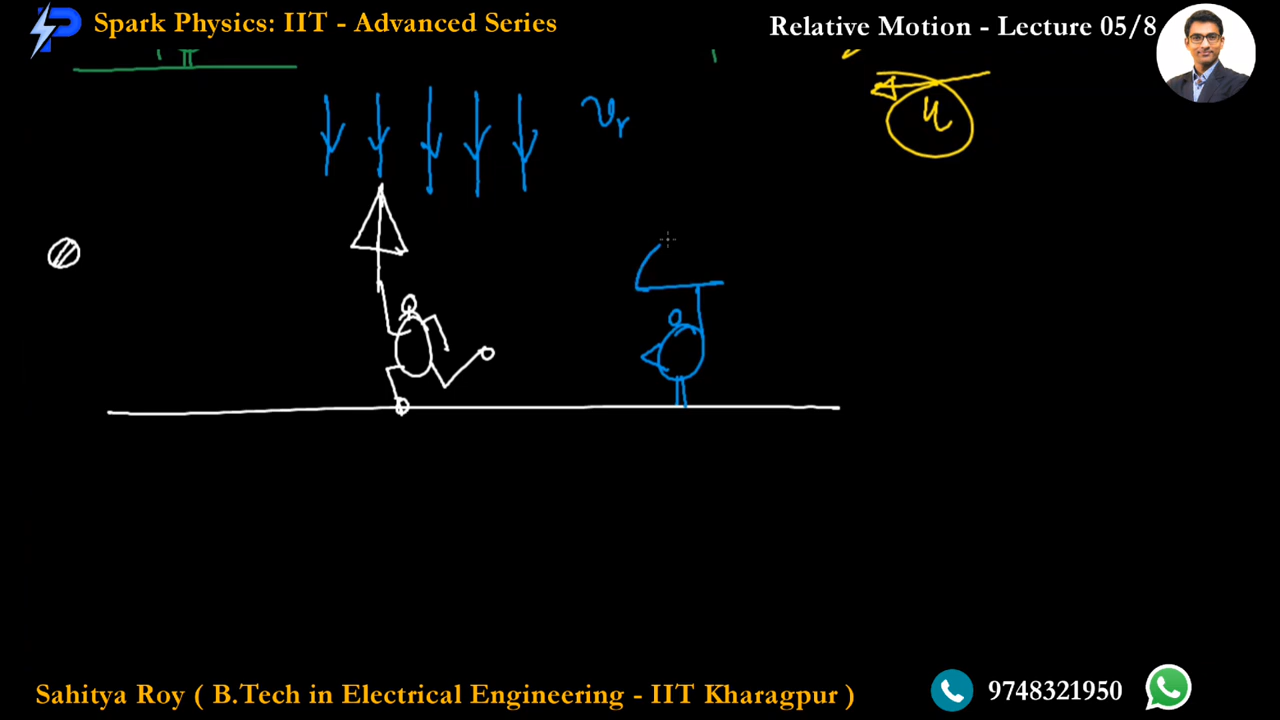 Spark Physics: IIT - Advanced Series
Relative Motion - Lecture 05/8
v_r
Sahitya Roy ( B.Tech in Electrical Engineering - IIT Kharagpur )
9748321950